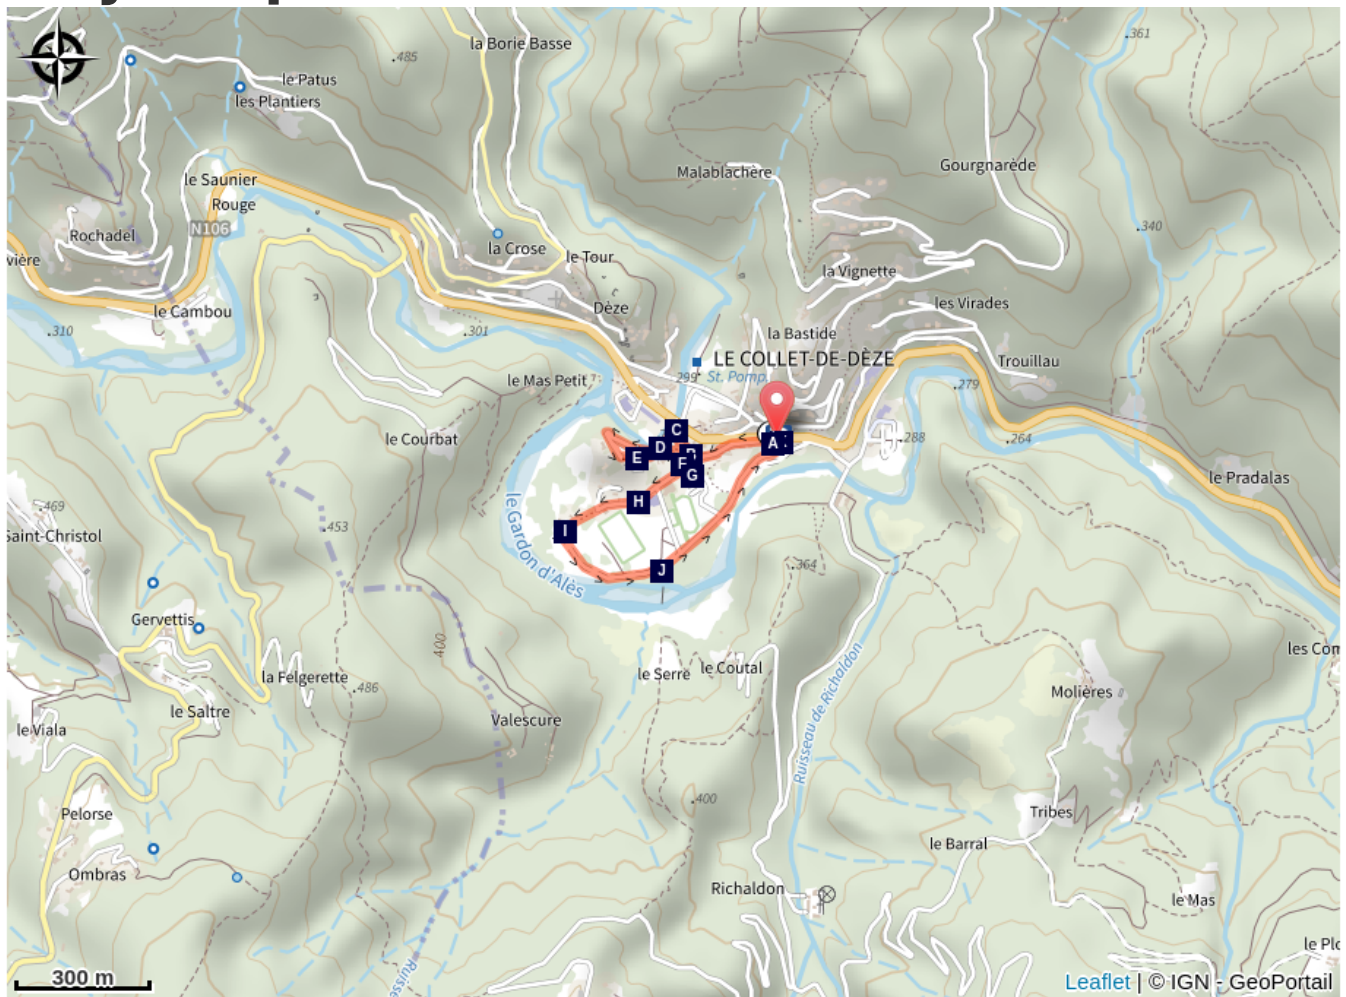 la Borie Basse
.361
.485
le Patus
les Plantiers
Malablachère
Gourgnarède
le Saunier
Rouge
N106
Rochadel
.340
la Crose
le Tour
vière
la Vignette
le Cambou
Dèze
les Virades
.310
.301
la Bastide
LE COLLET-DE-DÈZE
Trouillau
299
St. Pomp.
le Mas Petit
.279
C
le Courbat
D
A
.288
.264
E
F
G
le Pradalas
.469
H
le Gardon d'Alès
.453
I
Saint-Christol
J
.364
Gervettis
400
les Com
la Felgerette
le Serre
le Coutal
Ruisseau de Richaldon
.486
Molières
le Saltre
Valescure
le Viala
.400
Pelorse
Tribes
le Barral
Ombras
Richaldon
le Mas
le Plo
Ruisse
300 m
Leaflet | © IGN - GeoPortail